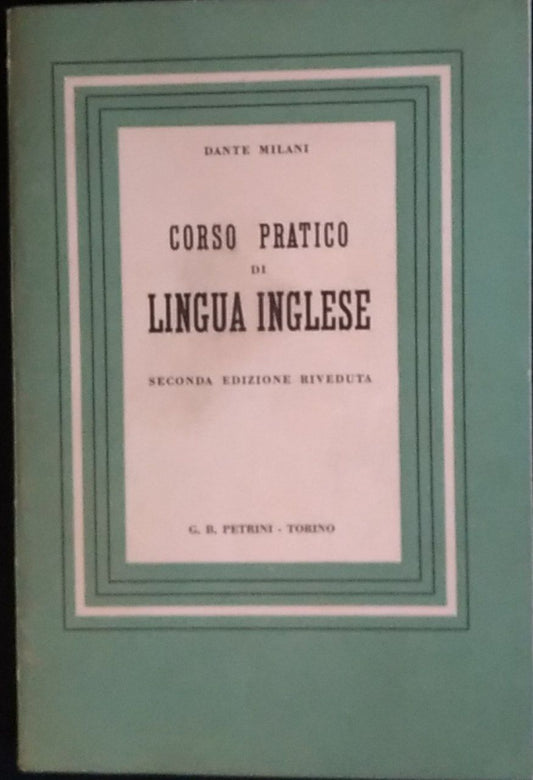 DANTE MILANI
CORSO PRATICO
DI
LINGUA INGLESE
SECONDA EDIZIONE RIVEDUTA
G. B. PETRINI - TORINO